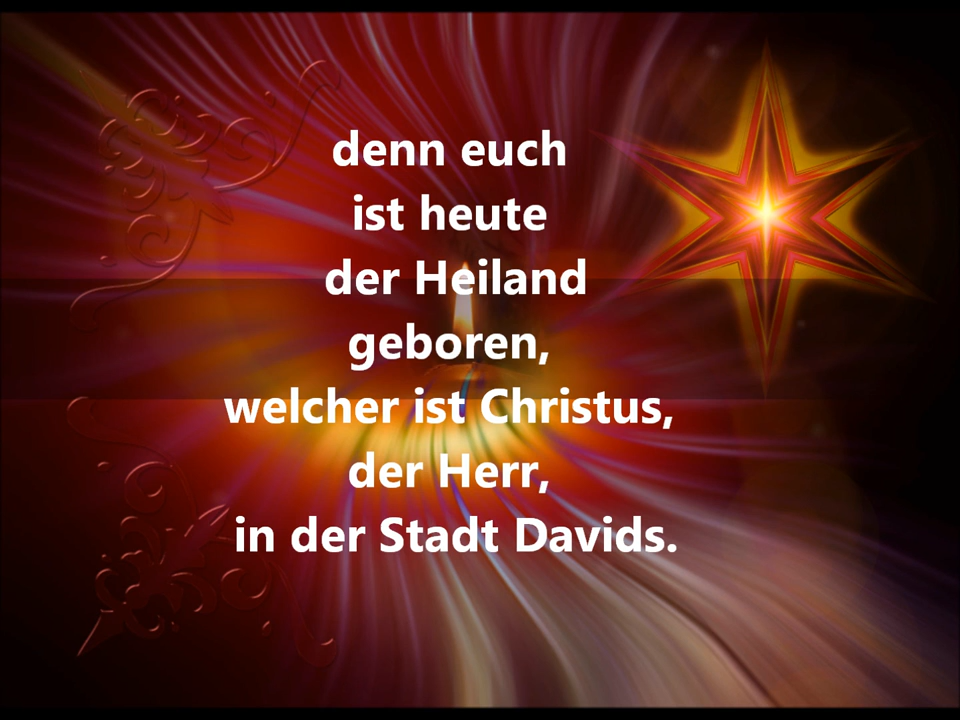 denn euch
ist heute
der Heiland
geboren,
welcher ist Christus,
der Herr,
in der Stadt Davids.